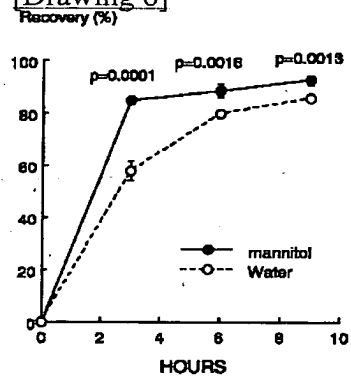 [Drawing 6]
Recovery (%)
100
p=0.0001
p=0.0016
p=0.0013
80
60
40
20
mannitol
Water
0
0 2 4 6 8 10
HOURS